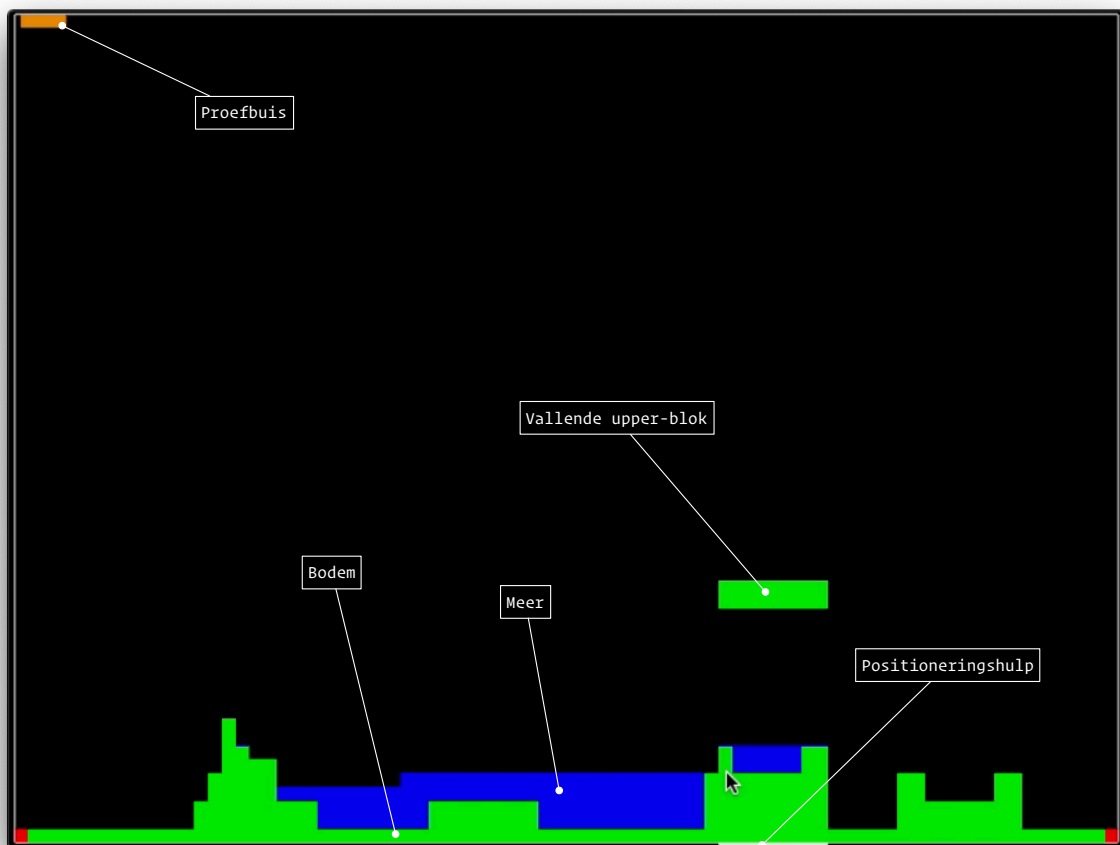 Proefbuis
Vallende upper-blok
Bodem
Meer
Positioneringshulp